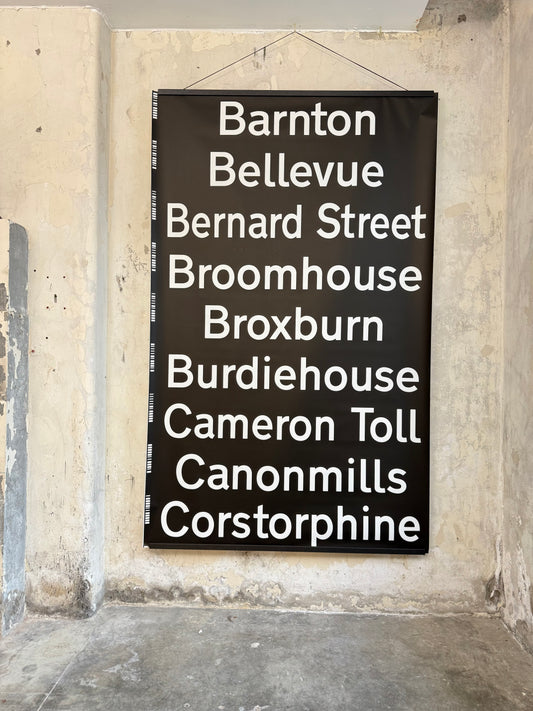 Barnton
Bellevue
Bernard Street
Broomhouse
Broxburn
Burdiehouse
Cameron Toll
Canonmills
Corstorphine